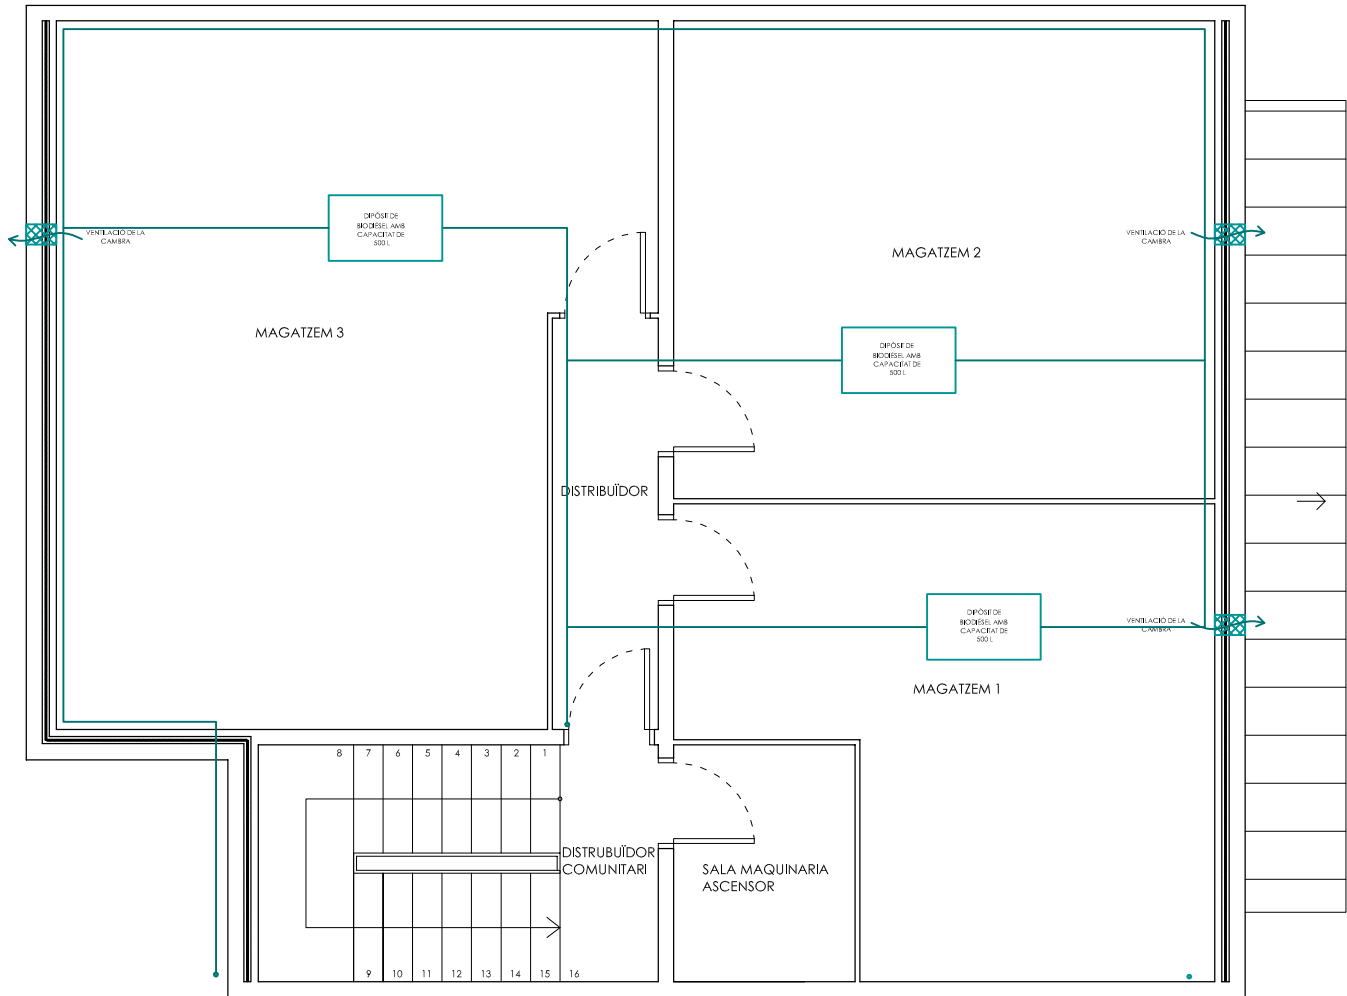 DIPÒSIT DE
BIODIÈSEL AMB
CAPACITAT DE
500 L
VENTILACIÓ DE LA
CAMBRA
VENTILACIÓ DE LA
CAMBRA
MAGATZEM 2
MAGATZEM 3
DIPÒSIT DE
BIODIÈSEL AMB
CAPACITAT DE
500 L
DISTRIBUÏDOR
DIPÒSIT DE
BIODIÈSEL AMB
CAPACITAT DE
500 L
VENTILACIÓ DE LA
CAMBRA
MAGATZEM 1
8 7 6 5 4 3 2 1
DISTRUBUÏDOR
COMUNITARI
SALA MAQUINARIA
ASCENSOR
9 10 11 12 13 14 15 16